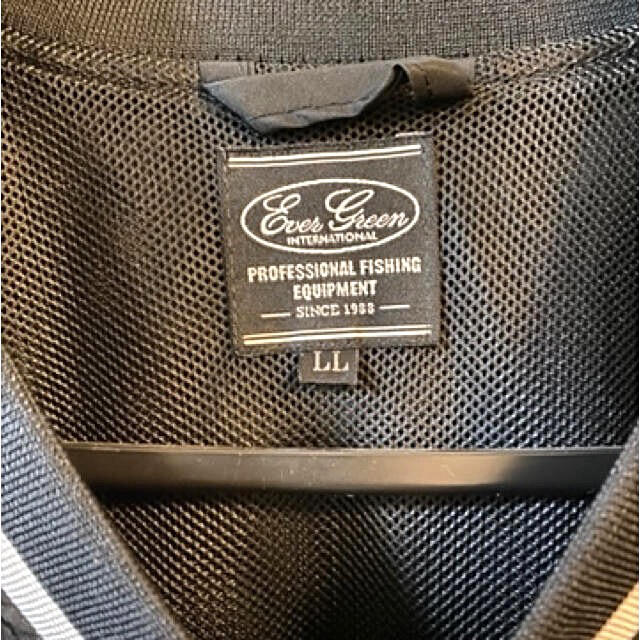 Ever Green
INTERNATIONAL
PROFESSIONAL FISHING
EQUIPMENT
SINCE 1988
LL